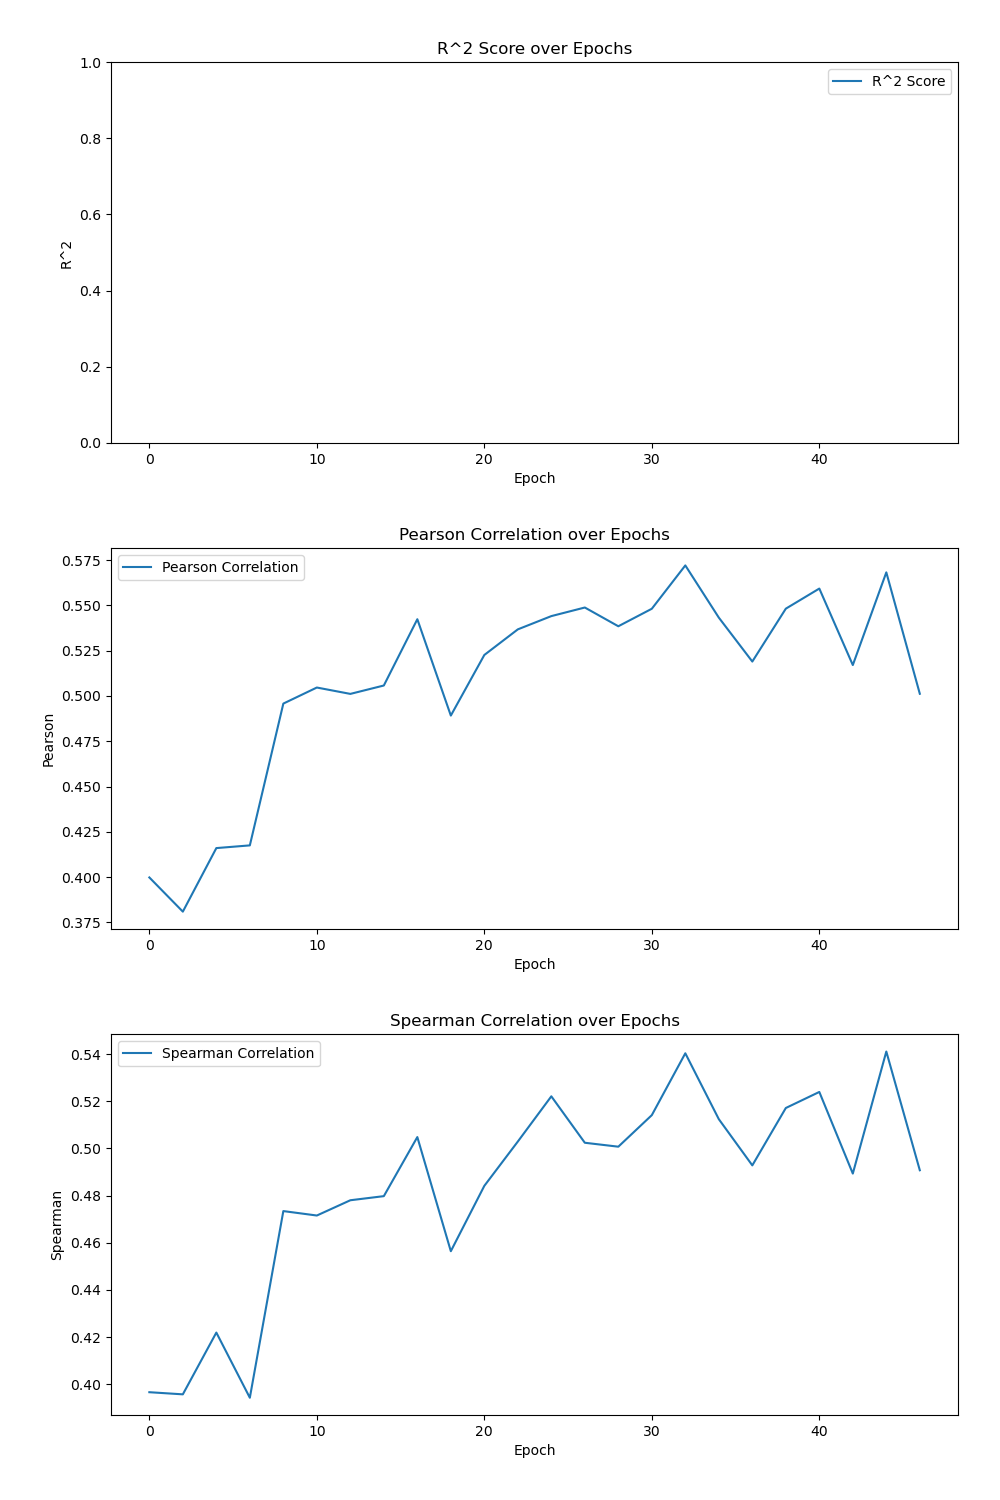 R^2 Score over Epochs
R^2 Score
1.0
0.8
0.6
0.4
0.2
0.0
R^2
0 10 20 30 40
Epoch
Pearson Correlation over Epochs
Pearson Correlation
0.575
0.550
0.525
0.500
0.475
0.450
0.425
0.400
0.375
Pearson
0 10 20 30 40
Epoch
Spearman Correlation over Epochs
Spearman Correlation
0.54
0.52
0.50
0.48
0.46
0.44
0.42
0.40
Spearman
0 10 20 30 40
Epoch